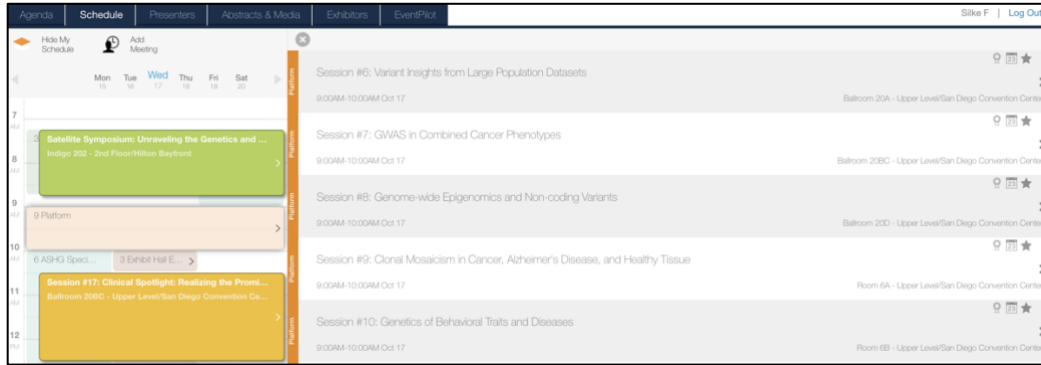 Agenda Schedule Presenters Abstracts & Media Exhibitors EventPilot Silke F | Log Out
Hide My Schedule
Add Meeting
Mon Tue Wed Thu Fri Sat
15 16 17 18 19 20
7
AM
Satellite Symposium: Unraveling the Genetics and ...
Indigo 202 - 2nd Floor/Hilton Bayfront
8
AM
9
AM
9 Platform
10
AM
6 ASHG Speci... 3 Exhibit Hall E...
Session #17: Clinical Spotlight: Realizing the Promi...
Ballroom 20BC - Upper Level/San Diego Convention Ce...
11
AM
12
PM
Platform
Session #6: Variant Insights from Large Population Datasets
9:00AM-10:00AM Oct 17 Ballroom 20A - Upper Level/San Diego Convention Cente
Platform
Session #7: GWAS in Combined Cancer Phenotypes
9:00AM-10:00AM Oct 17 Ballroom 20BC - Upper Level/San Diego Convention Cente
Platform
Session #8: Genome-wide Epigenomics and Non-coding Variants
9:00AM-10:00AM Oct 17 Ballroom 20D - Upper Level/San Diego Convention Cente
Platform
Session #9: Clonal Mosaicism in Cancer, Alzheimer's Disease, and Healthy Tissue
9:00AM-10:00AM Oct 17 Room 6A - Upper Level/San Diego Convention Cente
Platform
Session #10: Genetics of Behavioral Traits and Diseases
9:00AM-10:00AM Oct 17 Room 6B - Upper Level/San Diego Convention Cente